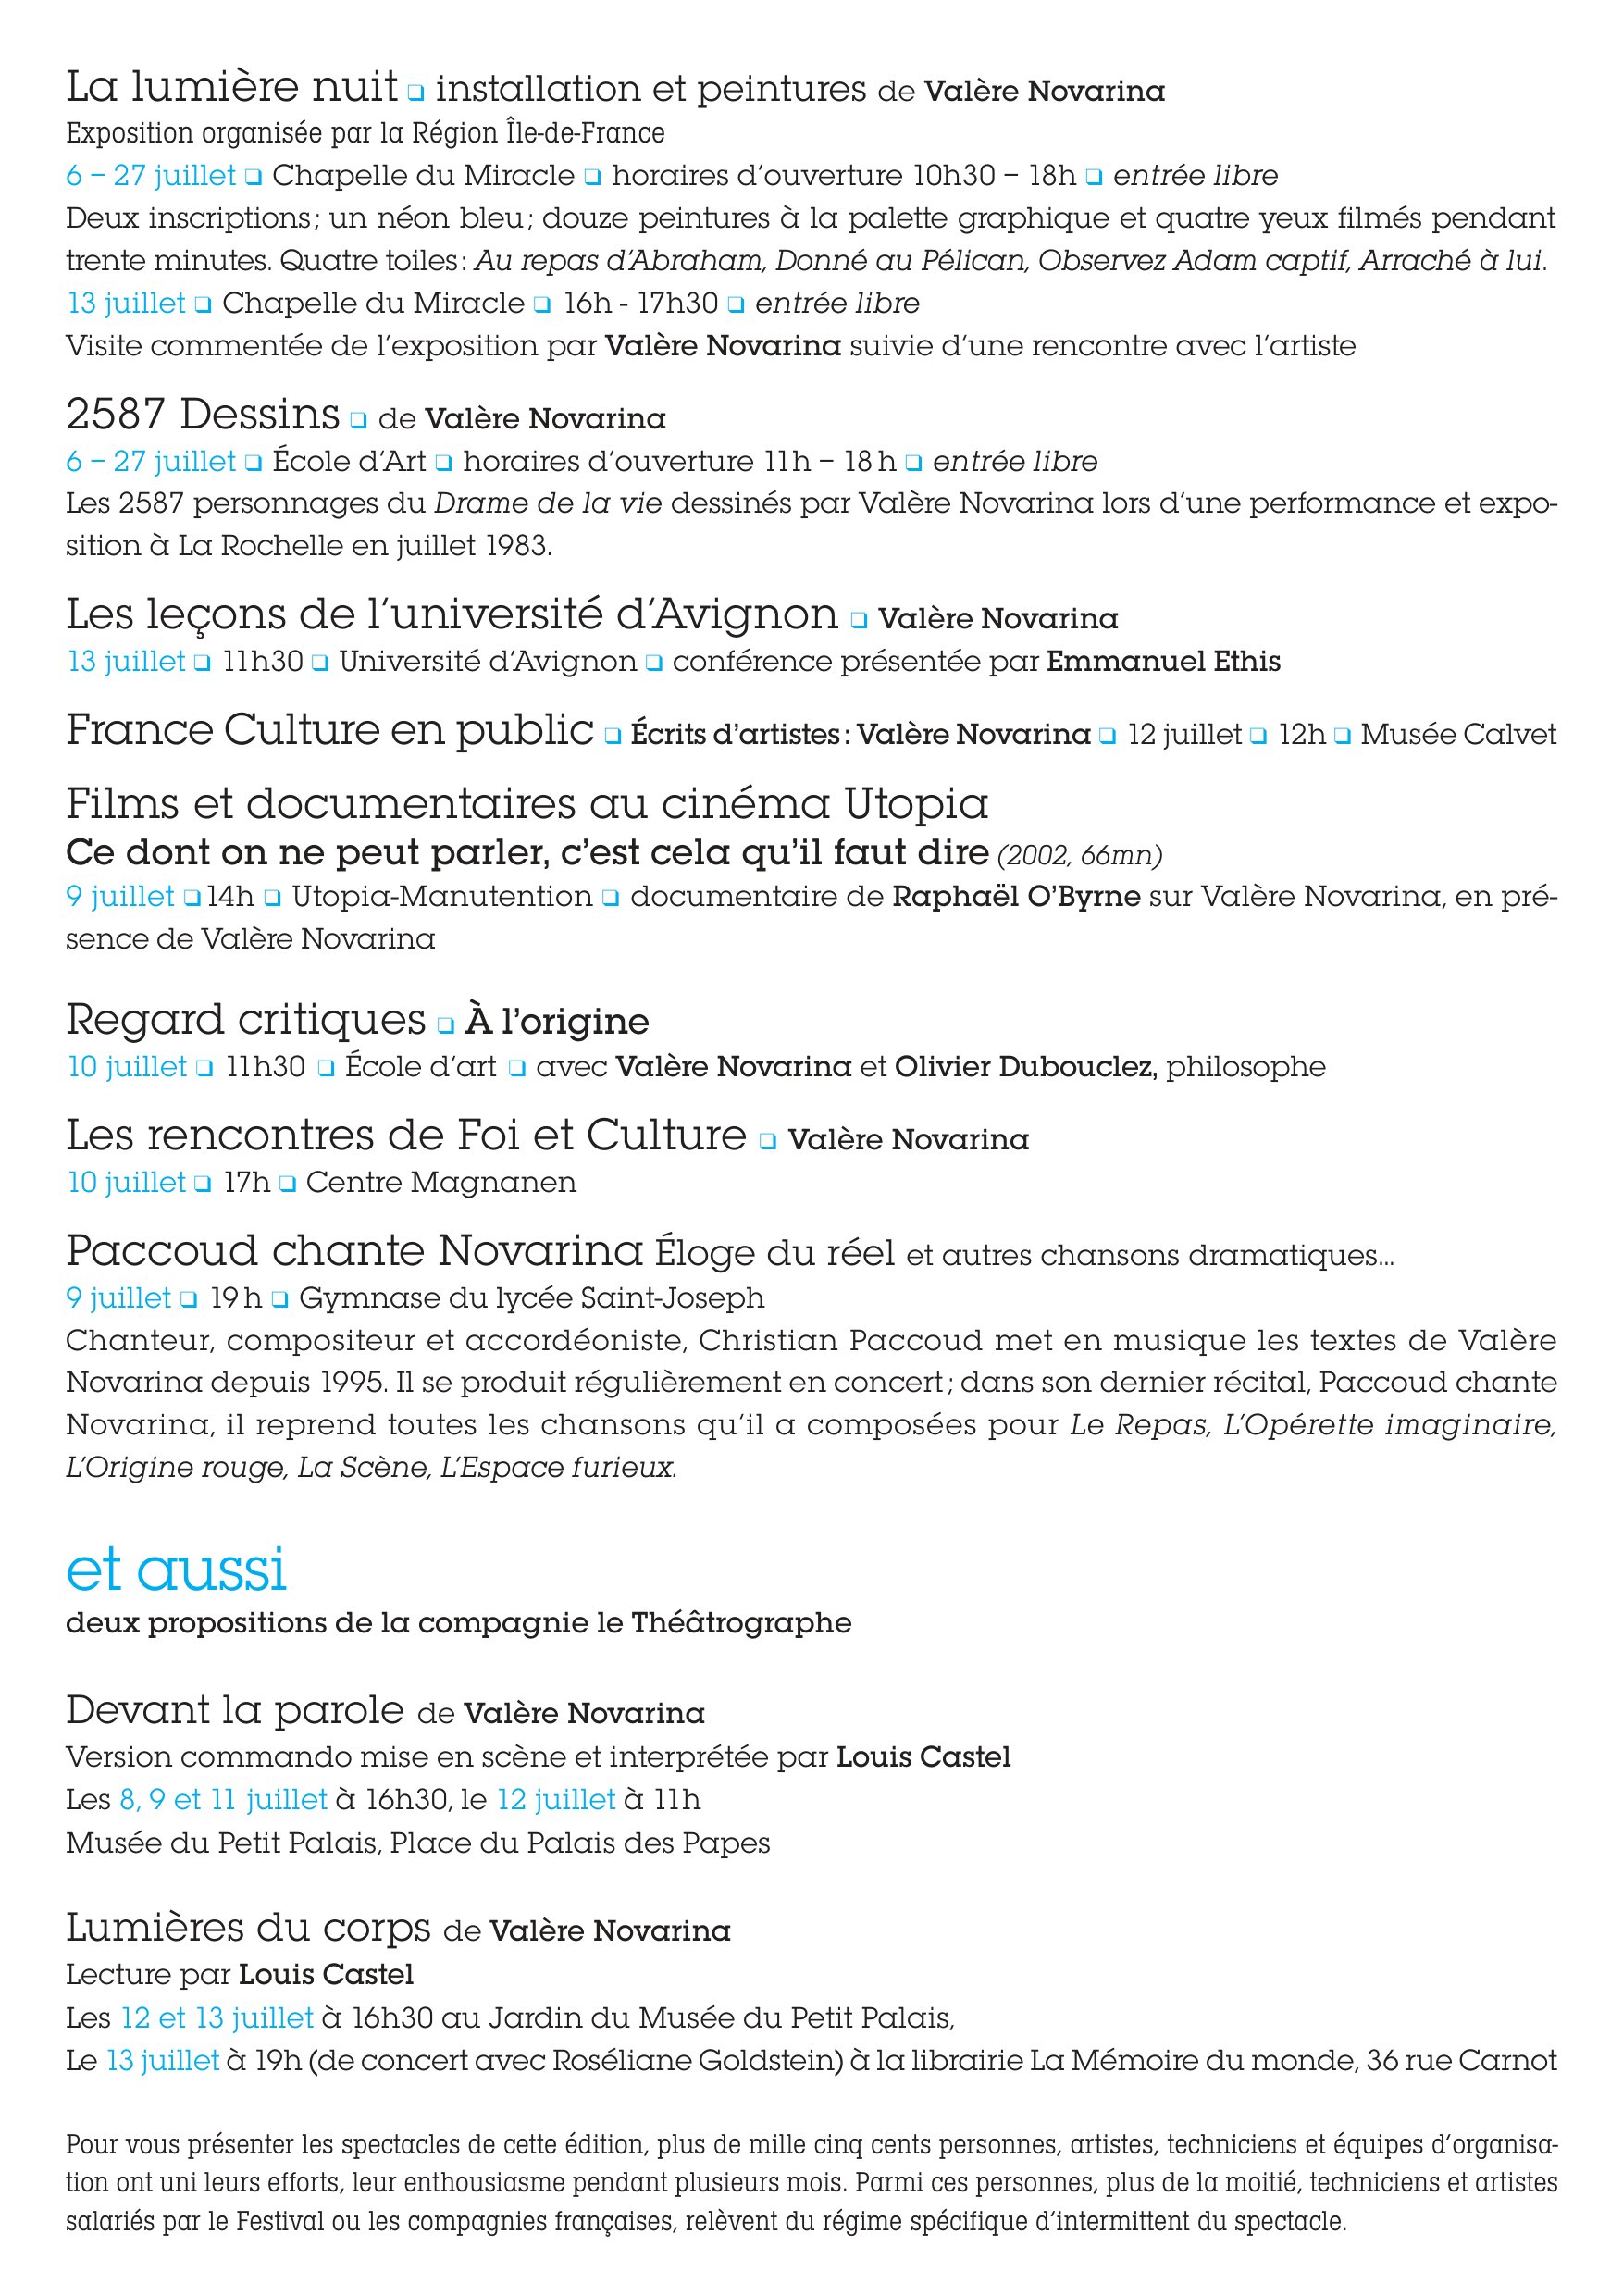 La lumière nuit ❑ installation et peintures de Valère Novarina
Exposition organisée par la Région Île-de-France
6 – 27 juillet ❑ Chapelle du Miracle ❑ horaires d’ouverture 10h30 – 18h ❑ entrée libre
Deux inscriptions ; un néon bleu ; douze peintures à la palette graphique et quatre yeux filmés pendant
trente minutes. Quatre toiles : Au repas d’Abraham, Donné au Pélican, Observez Adam captif, Arraché à lui.
13 juillet ❑ Chapelle du Miracle ❑ 16h - 17h30 ❑ entrée libre
Visite commentée de l’exposition par Valère Novarina suivie d’une rencontre avec l’artiste
2587 Dessins ❑ de Valère Novarina
6 – 27 juillet ❑ École d’Art ❑ horaires d’ouverture 11h – 18 h ❑ entrée libre
Les 2587 personnages du Drame de la vie dessinés par Valère Novarina lors d’une performance et expo-
sition à La Rochelle en juillet 1983.
Les leçons de l’université d’Avignon ❑ Valère Novarina
13 juillet ❑ 11h30 ❑ Université d’Avignon ❑ conférence présentée par Emmanuel Ethis
France Culture en public ❑ Écrits d’artistes : Valère Novarina ❑ 12 juillet ❑ 12h ❑ Musée Calvet
Films et documentaires au cinéma Utopia
Ce dont on ne peut parler, c’est cela qu’il faut dire (2002, 66mn)
9 juillet ❑ 14h ❑ Utopia-Manutention ❑ documentaire de Raphaël O’Byrne sur Valère Novarina, en pré-
sence de Valère Novarina
Regard critiques ❑ À l’origine
10 juillet ❑ 11h30 ❑ École d’art ❑ avec Valère Novarina et Olivier Dubouclez, philosophe
Les rencontres de Foi et Culture ❑ Valère Novarina
10 juillet ❑ 17h ❑ Centre Magnanen
Paccoud chante Novarina Éloge du réel et autres chansons dramatiques...
9 juillet ❑ 19 h ❑ Gymnase du lycée Saint-Joseph
Chanteur, compositeur et accordéoniste, Christian Paccoud met en musique les textes de Valère
Novarina depuis 1995. Il se produit régulièrement en concert ; dans son dernier récital, Paccoud chante
Novarina, il reprend toutes les chansons qu’il a composées pour Le Repas, L’Opérette imaginaire,
L’Origine rouge, La Scène, L’Espace furieux.
et aussi
deux propositions de la compagnie le Théâtrographe
Devant la parole de Valère Novarina
Version commando mise en scène et interprétée par Louis Castel
Les 8, 9 et 11 juillet à 16h30, le 12 juillet à 11h
Musée du Petit Palais, Place du Palais des Papes
Lumières du corps de Valère Novarina
Lecture par Louis Castel
Les 12 et 13 juillet à 16h30 au Jardin du Musée du Petit Palais,
Le 13 juillet à 19h (de concert avec Roséliane Goldstein) à la librairie La Mémoire du monde, 36 rue Carnot
Pour vous présenter les spectacles de cette édition, plus de mille cinq cents personnes, artistes, techniciens et équipes d’organisa-
tion ont uni leurs efforts, leur enthousiasme pendant plusieurs mois. Parmi ces personnes, plus de la moitié, techniciens et artistes
salariés par le Festival ou les compagnies françaises, relèvent du régime spécifique d’intermittent du spectacle.